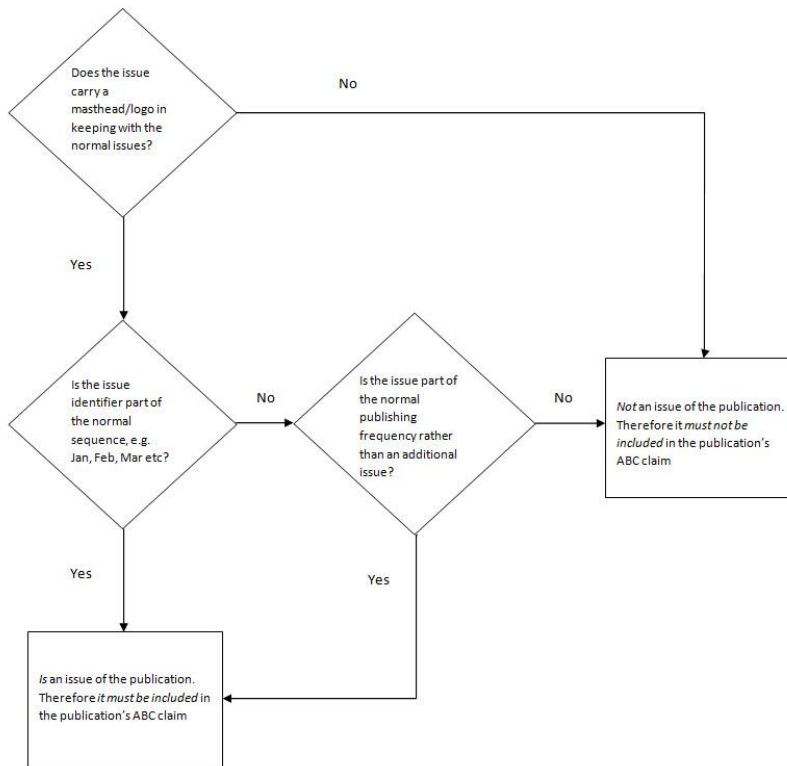 Does the issue
carry a
masthead/logo in
keeping with the
normal issues?
No
Yes
Is the issue
identifier part of
the normal
sequence, e.g.
Jan, Feb, Mar etc?
No
Is the issue part of
the normal
publishing
frequency rather
than an additional
issue?
No
Not an issue of the publication.
Therefore it must not be
included in the publication's
ABC claim
Yes
Yes
Is an issue of the publication.
Therefore it must be included in
the publication's ABC claim